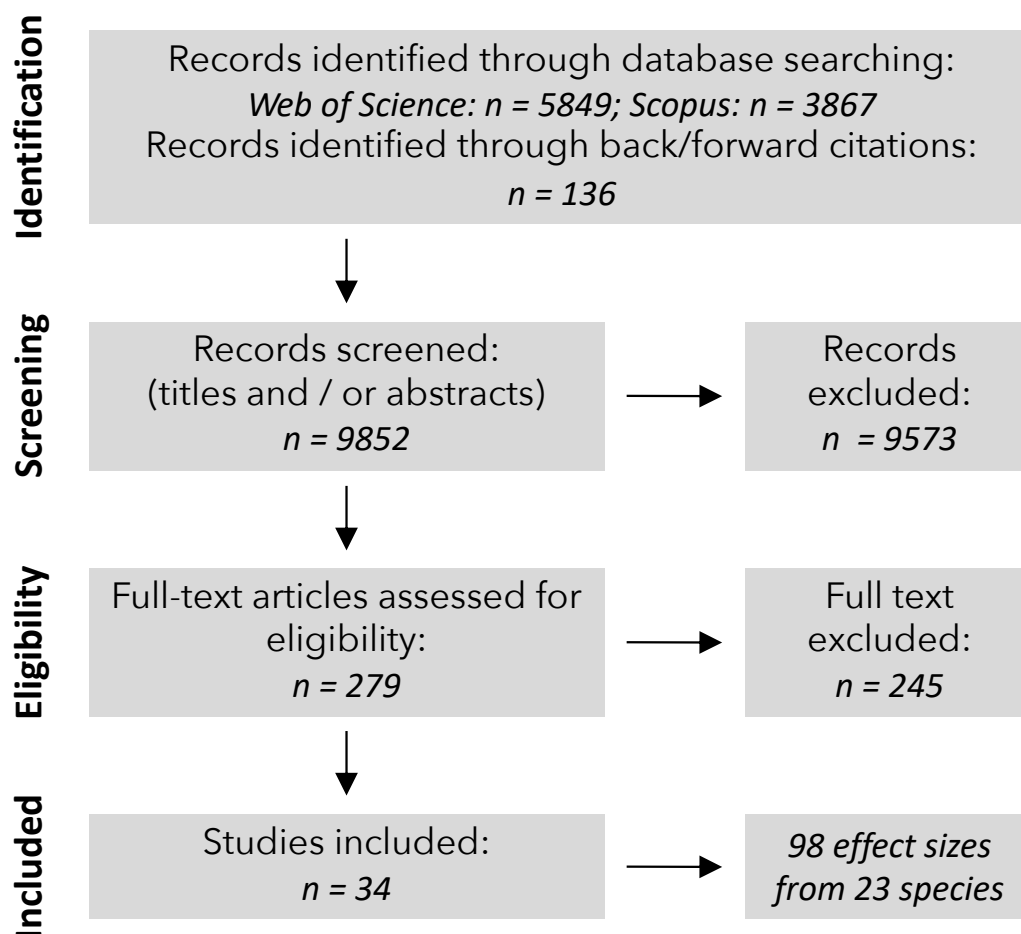 Identification
Records identified through database searching:
Web of Science: n = 5849; Scopus: n = 3867
Records identified through back/forward citations:
n = 136
Screening
Records screened:
(titles and / or abstracts)
n = 9852
Records
excluded:
n = 9573
Eligibility
Full-text articles assessed for
eligibility:
n = 279
Full text
excluded:
n = 245
Included
Studies included:
n = 34
98 effect sizes
from 23 species